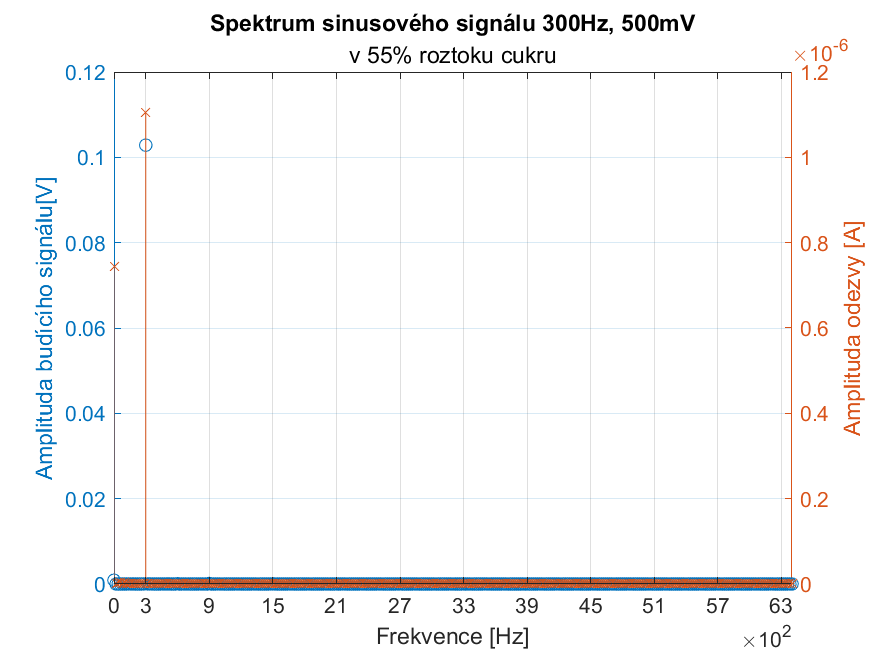 Spektrum sinusového signálu 300Hz, 500mV
v 55% roztoku cukru
×10-6
0.12
0.1
0.08
0.06
0.04
0.02
0
Amplituda budícího signálu[V]
1.2
1
0.8
0.6
0.4
0.2
0
Amplituda odezvy [A]
0 3 9 15 21 27 33 39 45 51 57 63
Frekvence [Hz]
×102